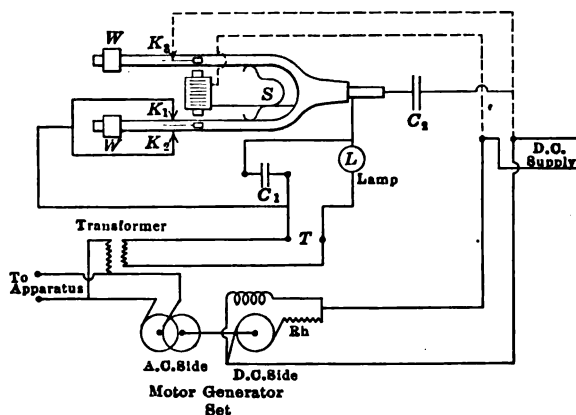 W
K3
S
K1
K2
W
C2
D.C.
Supply
L
Lamp
C1
Transformer
T
To
Apparatus
Rh
A.C.Side
D.C.Side
Motor Generator
Set